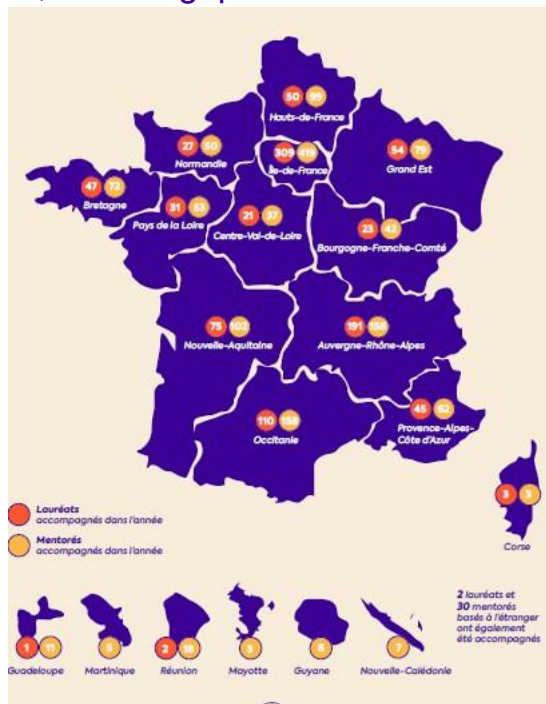 50 99
Hauts-de-France
27 50
Normandie
309 419
Île-de-France
54 79
Grand Est
47 72
Bretagne
31 53
Pays de la Loire
21 37
Centre-Val-de-Loire
23 42
Bourgogne-Franche-Comté
75 102
Nouvelle-Aquitaine
191 158
Auvergne-Rhône-Alpes
110 158
Occitanie
45 62
Provence-Alpes-
Côte d'Azur
3 3
Corse
Lauréats
accompagnés dans l'année
Mentorés
accompagnés dans l'année
2 lauréats et
30 mentorés
basés à l'étranger
ont également
été accompagnés
1 11
Guadeloupe
5
Martinique
2 18
Réunion
3
Mayotte
6
Guyane
7
Nouvelle-Calédonie